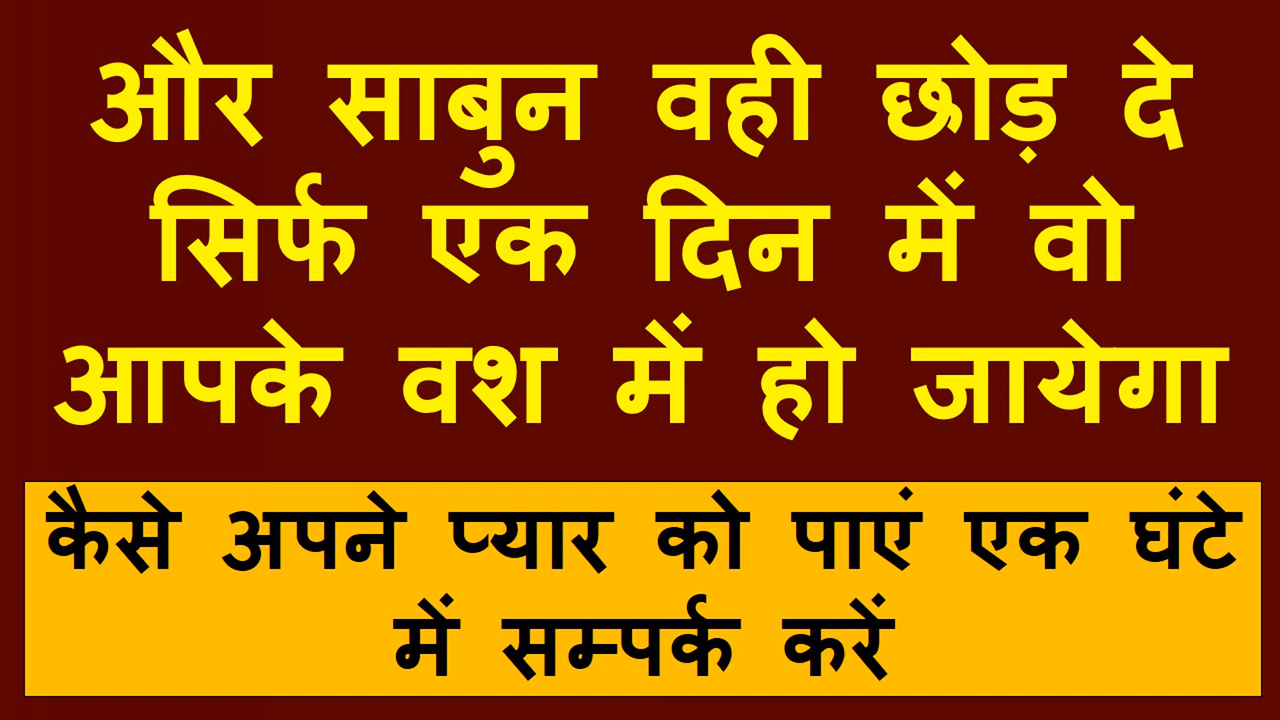 और साबुन वही छोड़ दे
सिर्फ एक दिन में वो
आपके वश में हो जायेगा
कैसे अपने प्यार को पाएं एक घंटे
में सम्पर्क करें